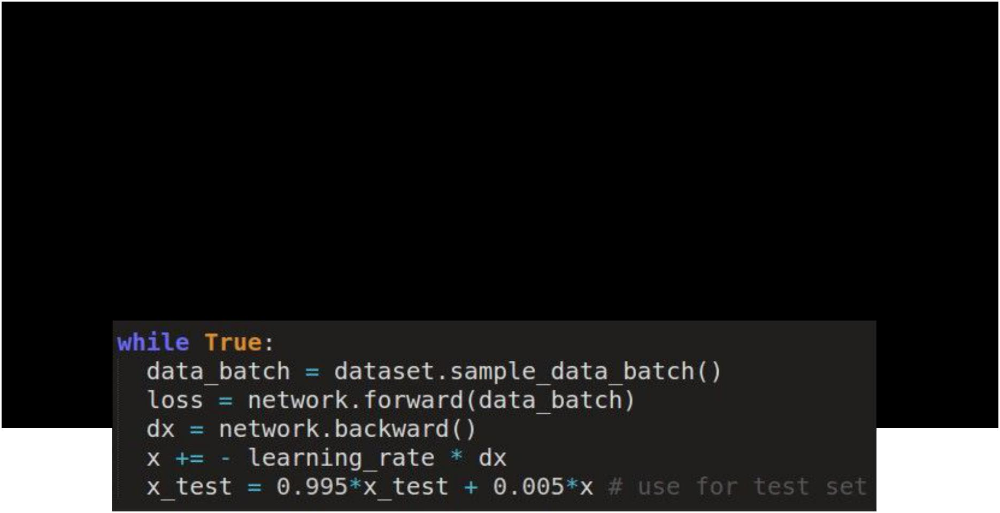 while True:
  data_batch = dataset.sample_data_batch()
  loss = network.forward(data_batch)
  dx = network.backward()
  x += - learning_rate * dx
  x_test = 0.995*x_test + 0.005*x # use for test set